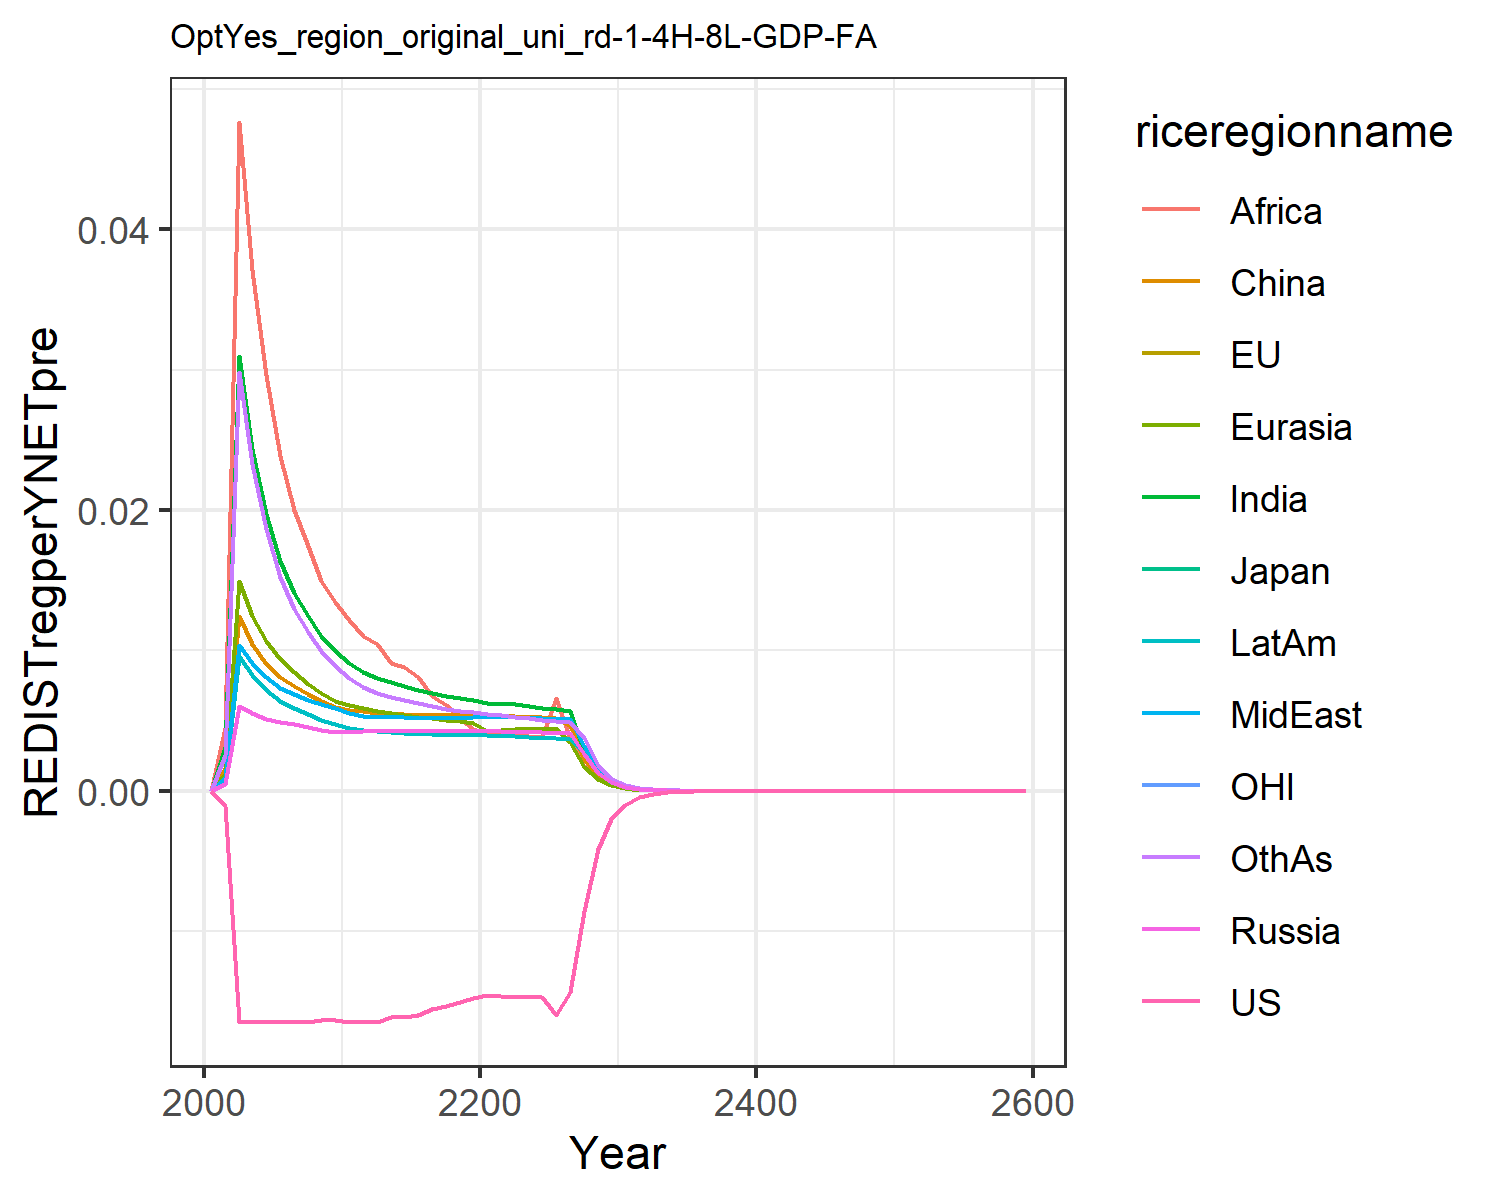 OptYes_region_original_uni_rd-1-4H-8L-GDP-FA
REDISTregperYNETpre
0.04
0.02
0.00
2000 2200 2400 2600
Year
riceregionname
Africa
China
EU
Eurasia
India
Japan
LatAm
MidEast
OHI
OthAs
Russia
US